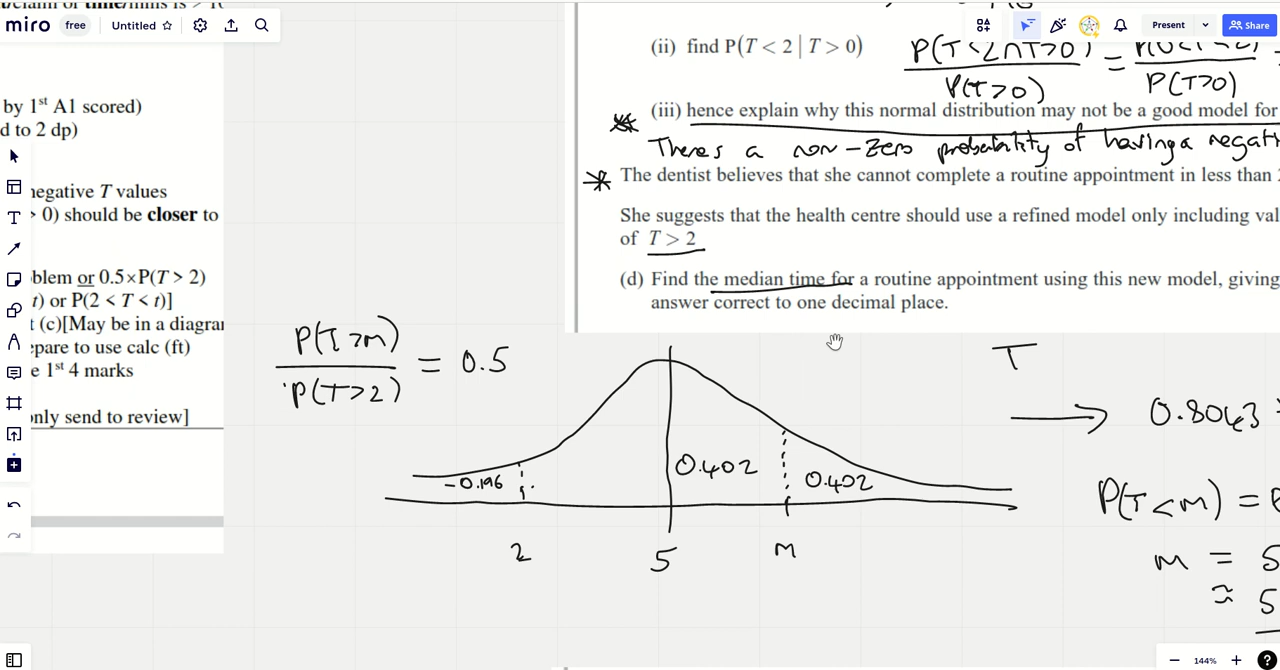 miro free Untitled
Present Share
by 1st A1 scored)
d to 2 dp)
negative T values
> 0) should be closer to
blem or 0.5×P(T > 2)
t) or P(2 < T < t)]
t (c)[May be in a diagra
epare to use calc (ft)
e 1st 4 marks
only send to review]
(ii) find P(T < 2 | T > 0)
P(T<2∩T>0) / P(T>0) = P(0<T<2) / P(T>0)
(iii) hence explain why this normal distribution may not be a good model for
There's a non-zero probability of having a negati
The dentist believes that she cannot complete a routine appointment in less than
She suggests that the health centre should use a refined model only including val
of T > 2
(d) Find the median time for a routine appointment using this new model, giving
answer correct to one decimal place.
P(T>m) / P(T>2) = 0.5
T
→ 0.8043
-0.196 0.402 0.402
2 5 m
P(T<m) =
m = 5
≈ 5
144%